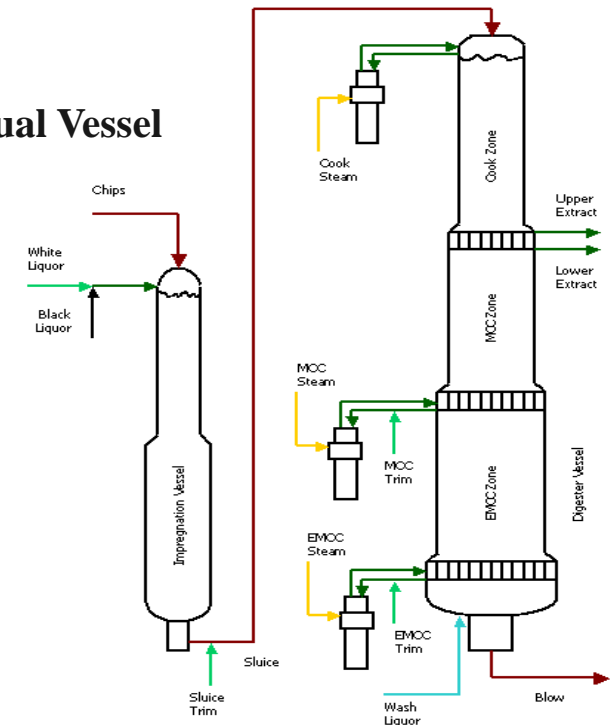 ual Vessel
Chips
White
Liquor
Black
Liquor
Impregnation Vessel
Sluice
Sluice
Trim
Cook
Steam
Cook Zone
Upper
Extract
Lower
Extract
MCC Zone
MCC
Steam
MCC
Trim
EMCC Zone
Digester Vessel
EMCC
Steam
EMCC
Trim
Wash
Liquor
Blow